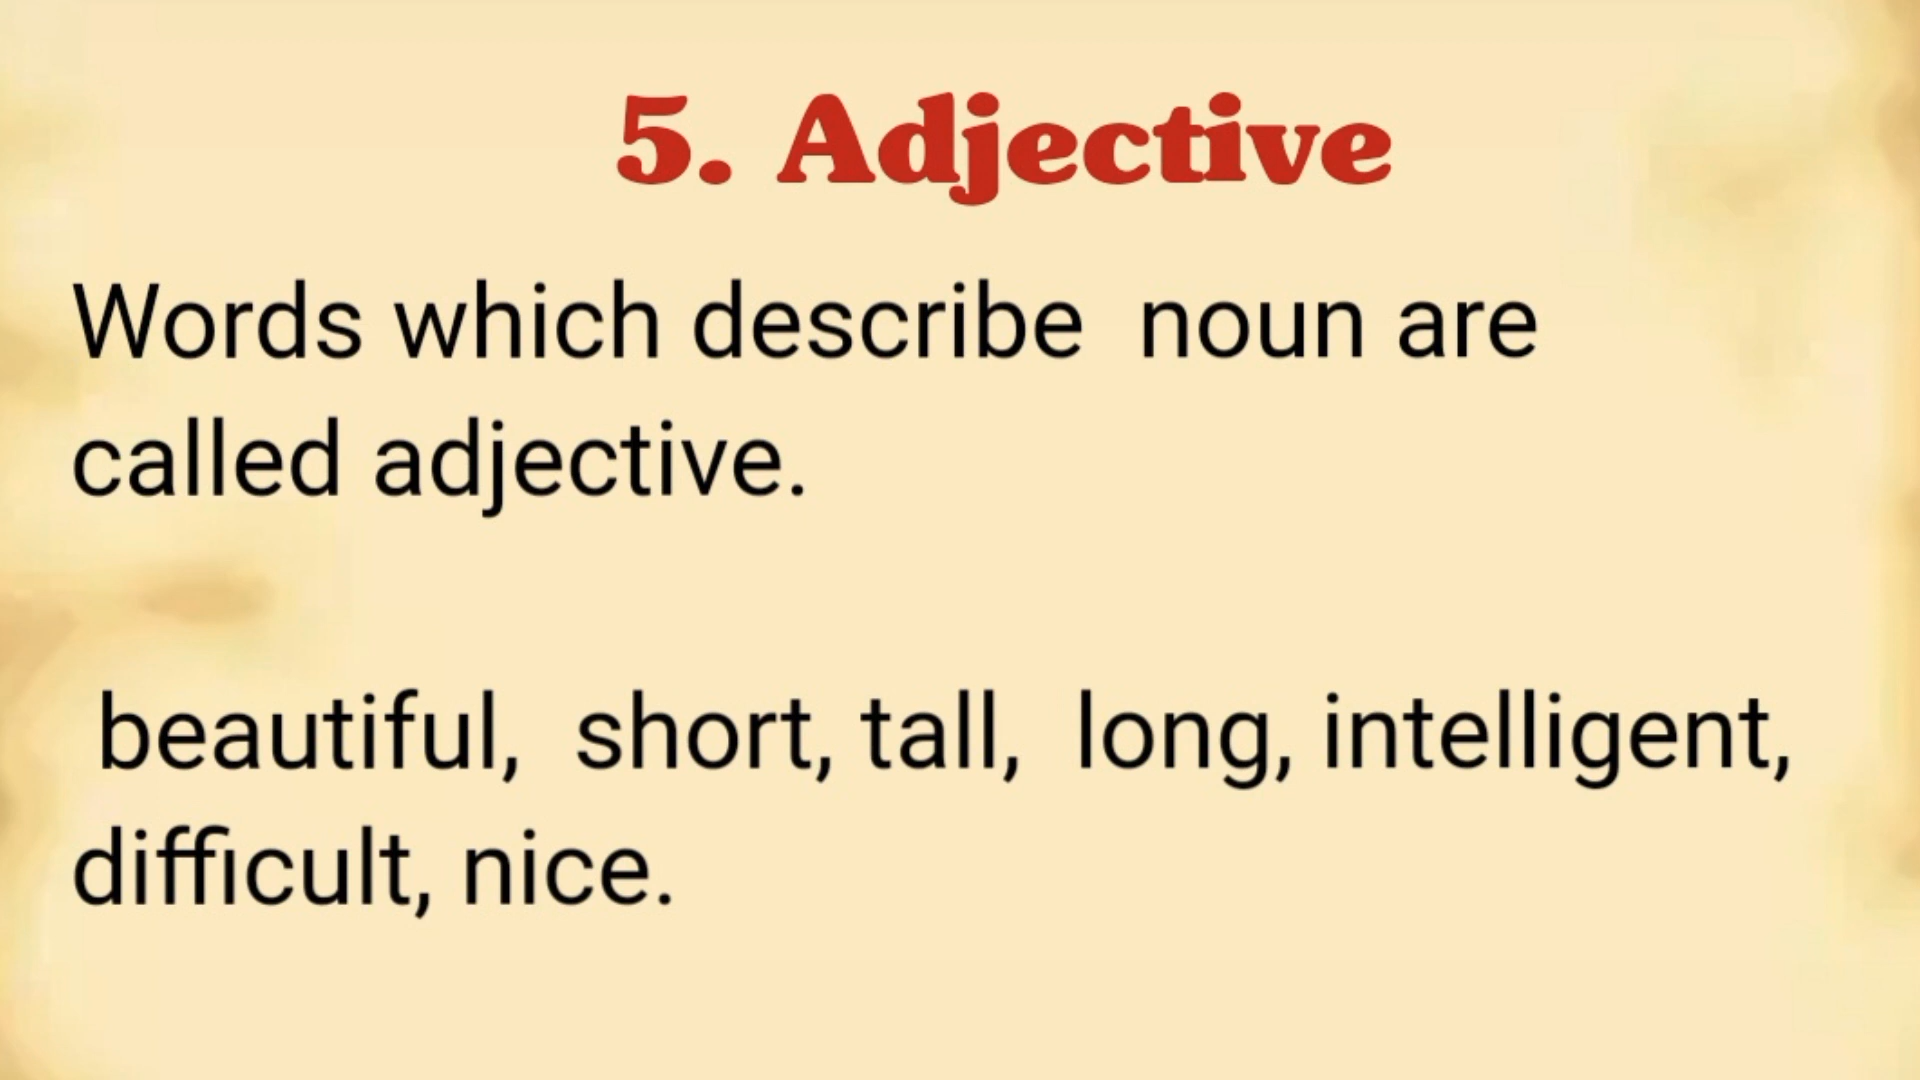 5. Adjective
Words which describe  noun are
called adjective.
beautiful,  short, tall,  long, intelligent,
difficult, nice.